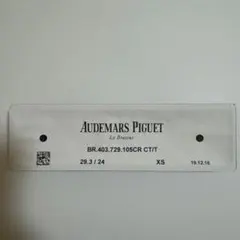 AUDEMARS PIGUET
Le Brassus
BR.403.729.105CR CT/T
29.3 / 24 XS 19.12.16